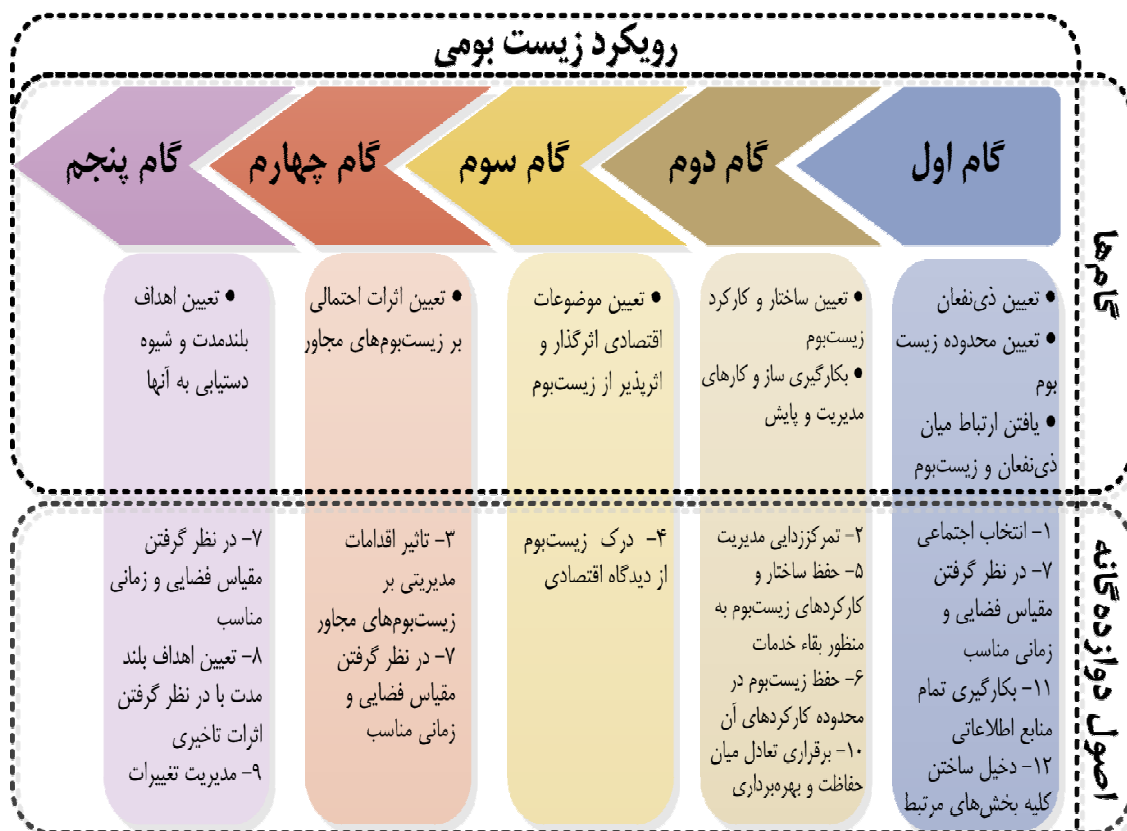 رویکرد زیست بومی
گام‌ها
گام اول
گام دوم
گام سوم
گام چهارم
گام پنجم
• تعیین ذی‌نفعان
• تعیین محدوده زیست
بوم
• یافتن ارتباط میان
ذی‌نفعان و زیست‌بوم
• تعیین ساختار و کارکرد
زیست‌بوم
• بکارگیری ساز و کارهای
مدیریت و پایش
• تعیین موضوعات
اقتصادی اثرگذار و
اثرپذیر از زیست‌بوم
• تعیین اثرات احتمالی
بر زیست‌بوم‌های مجاور
• تعیین اهداف
بلندمدت و شیوه
دستیابی به آنها
اصول دوازده‌گانه
۱- انتخاب اجتماعی
۷- در نظر گرفتن
مقیاس فضایی و
زمانی مناسب
۱۱- بکارگیری تمام
منابع اطلاعاتی
۱۲- دخیل ساختن
کلیه بخش‌های مرتبط
۲- تمرکززدایی مدیریت
۵- حفظ ساختار و
کارکردهای زیست‌بوم به
منظور بقاء خدمات
۶- حفظ زیست‌بوم در
محدوده کارکردهای آن
۱۰- برقراری تعادل میان
حفاظت و بهره‌برداری
۴- درک زیست‌بوم
از دیدگاه اقتصادی
۳- تاثیر اقدامات
مدیریتی بر
زیست‌بوم‌های مجاور
۷- در نظر گرفتن
مقیاس فضایی و
زمانی مناسب
۷- در نظر گرفتن
مقیاس فضایی و زمانی
مناسب
۸- تعیین اهداف بلند
مدت با در نظر گرفتن
اثرات تاخیری
۹- مدیریت تغییرات